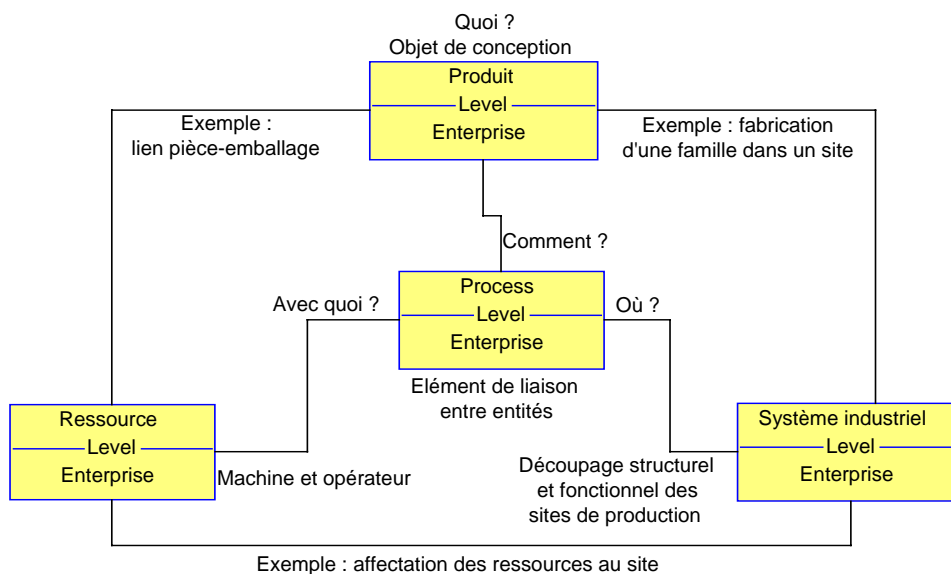 Quoi ?
Objet de conception
Produit
Level
Enterprise
Exemple :
lien pièce-emballage
Exemple : fabrication
d'une famille dans un site
Comment ?
Process
Level
Enterprise
Avec quoi ?
Où ?
Elément de liaison
entre entités
Ressource
Level
Enterprise
Machine et opérateur
Système industriel
Level
Enterprise
Découpage structurel
et fonctionnel des
sites de production
Exemple : affectation des ressources au site